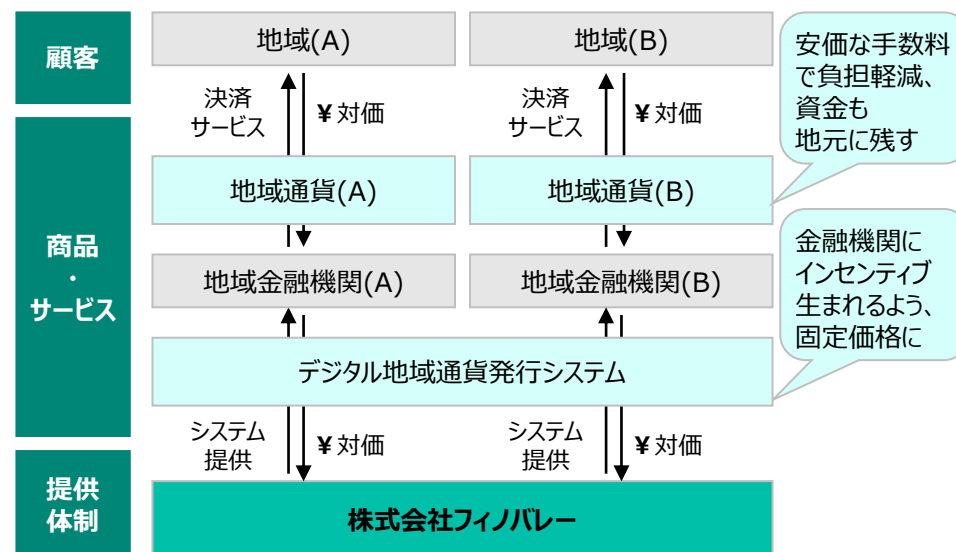 顧客
地域(A)
地域(B)
安価な手数料
で負担軽減、
資金も
地元に残す
決済
サービス
¥ 対価
決済
サービス
¥ 対価
商品
・
サービス
地域通貨(A)
地域通貨(B)
地域金融機関(A)
地域金融機関(B)
金融機関に
インセンティブ
生まれるよう、
固定価格に
デジタル地域通貨発行システム
システム
提供
¥ 対価
システム
提供
¥ 対価
提供
体制
株式会社フィノバレー